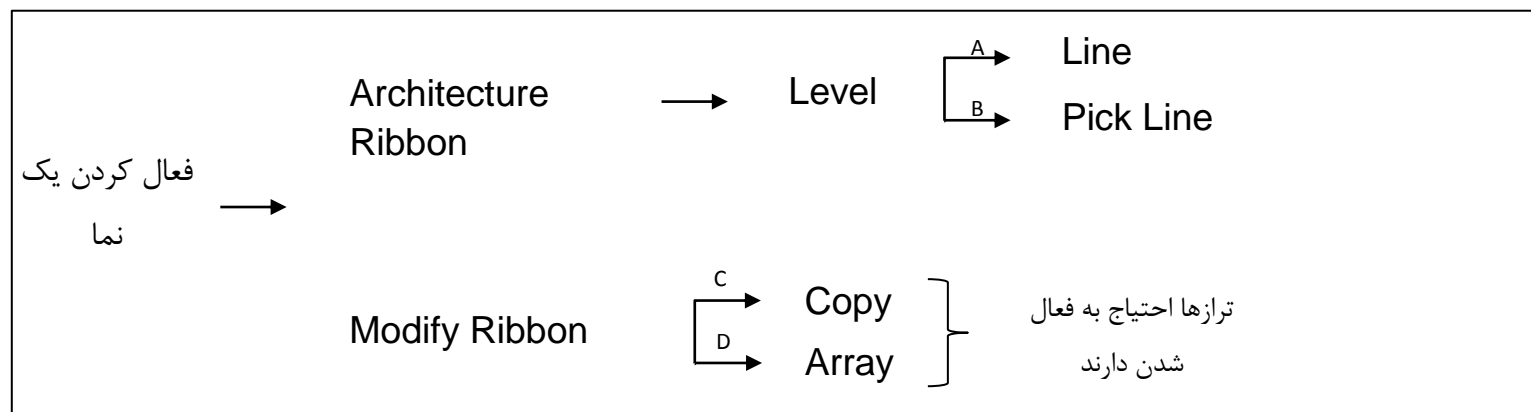 فعال کردن یک
نما
Architecture
Ribbon
Level
A
Line
B
Pick Line
Modify Ribbon
C
Copy
D
Array
ترازها احتیاج به فعال
شدن دارند